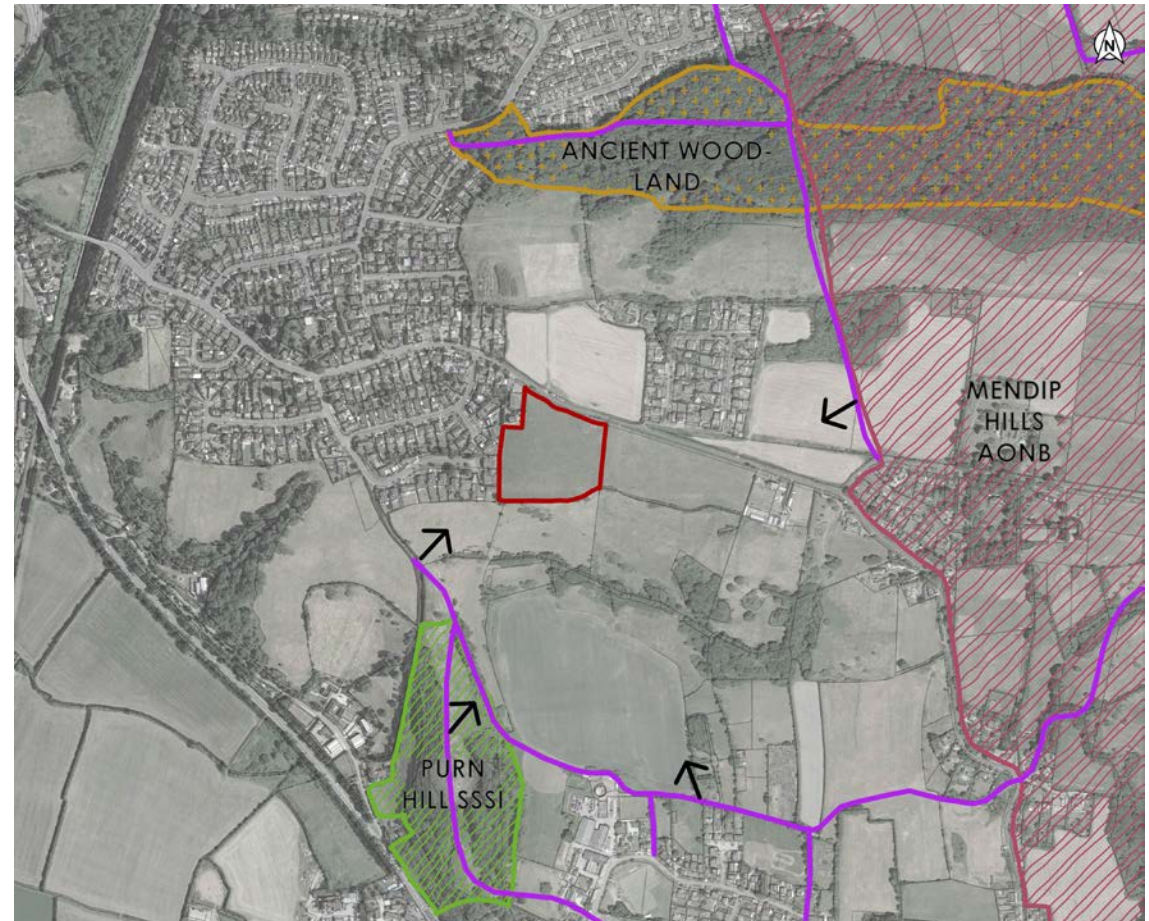 N
ANCIENT WOOD-
LAND
MENDIP
HILLS
AONB
PURN
HILL SSSI